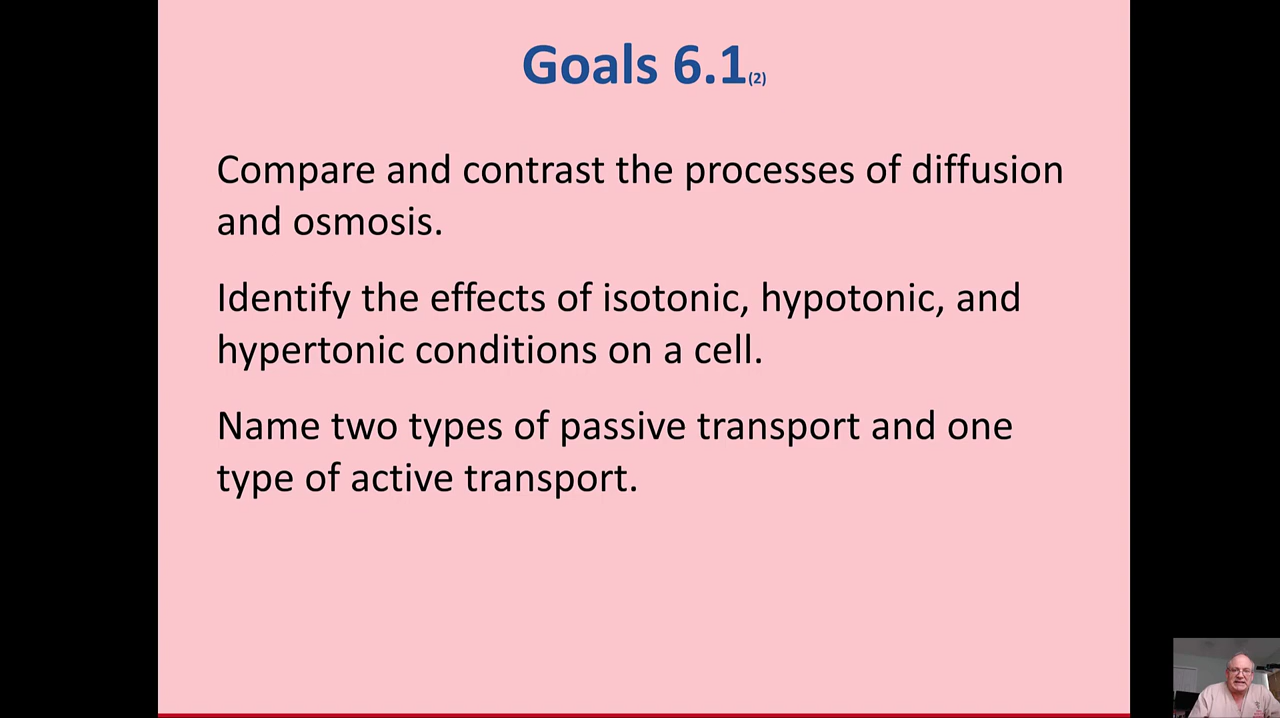 Goals 6.1(2)
Compare and contrast the processes of diffusion
and osmosis.
Identify the effects of isotonic, hypotonic, and
hypertonic conditions on a cell.
Name two types of passive transport and one
type of active transport.